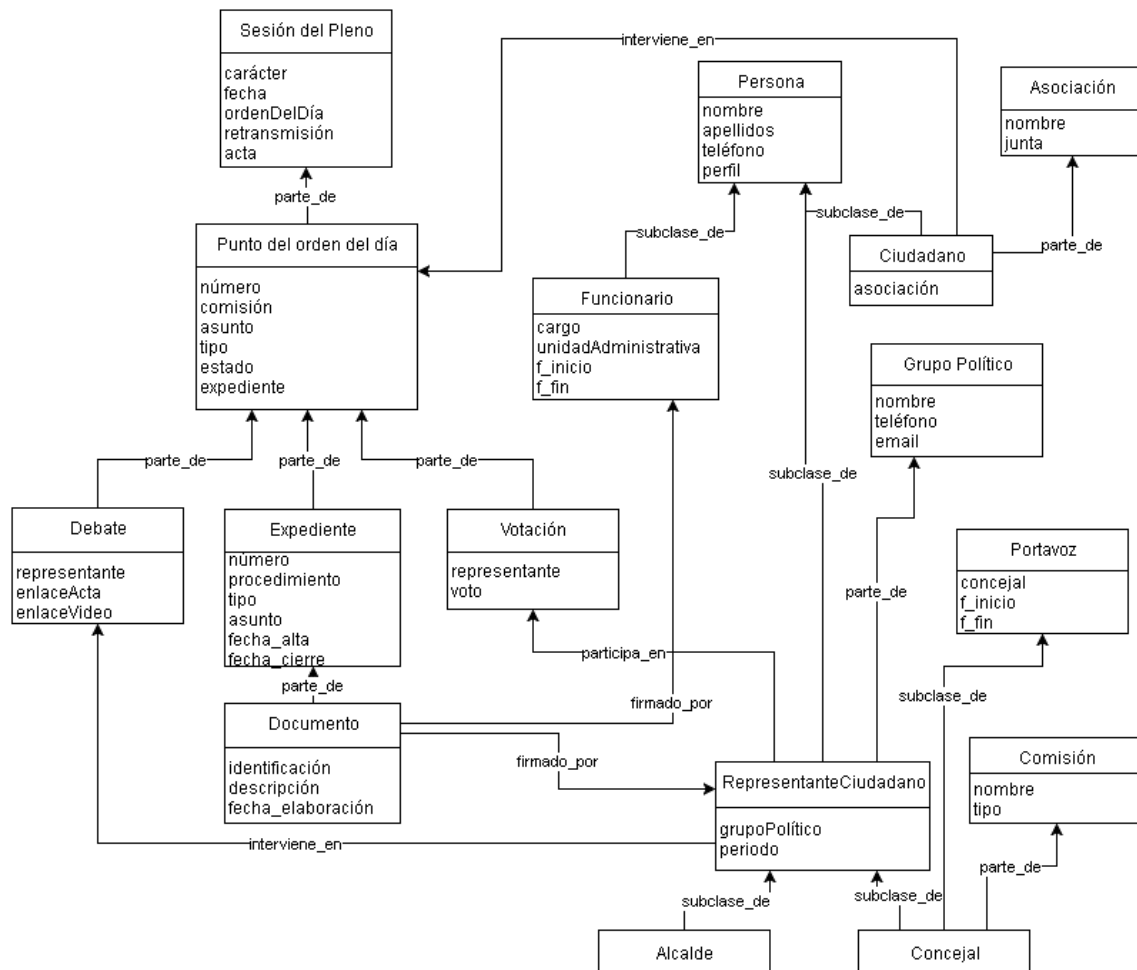 Sesión del Pleno
carácter
fecha
ordenDelDía
retransmisión
acta
interviene_en
Persona
nombre
apellidos
teléfono
perfil
Asociación
nombre
junta
parte_de
subclase_de
subclase_de
parte_de
Punto del orden del día
número
comisión
asunto
tipo
estado
expediente
Funcionario
cargo
unidadAdministrativa
f_inicio
f_fin
Ciudadano
asociación
Grupo Político
nombre
teléfono
email
parte_de
parte_de
parte_de
subclase_de
Debate
representante
enlaceActa
enlaceVideo
Expediente
número
procedimiento
tipo
asunto
fecha_alta
fecha_cierre
Votación
representante
voto
Portavoz
concejal
f_inicio
f_fin
parte_de
participa_en
parte_de
firmado_por
subclase_de
Documento
identificación
descripción
fecha_elaboración
firmado_por
RepresentanteCiudadano
grupoPolítico
periodo
Comisión
nombre
tipo
interviene_en
parte_de
subclase_de
subclase_de
Alcalde
Concejal